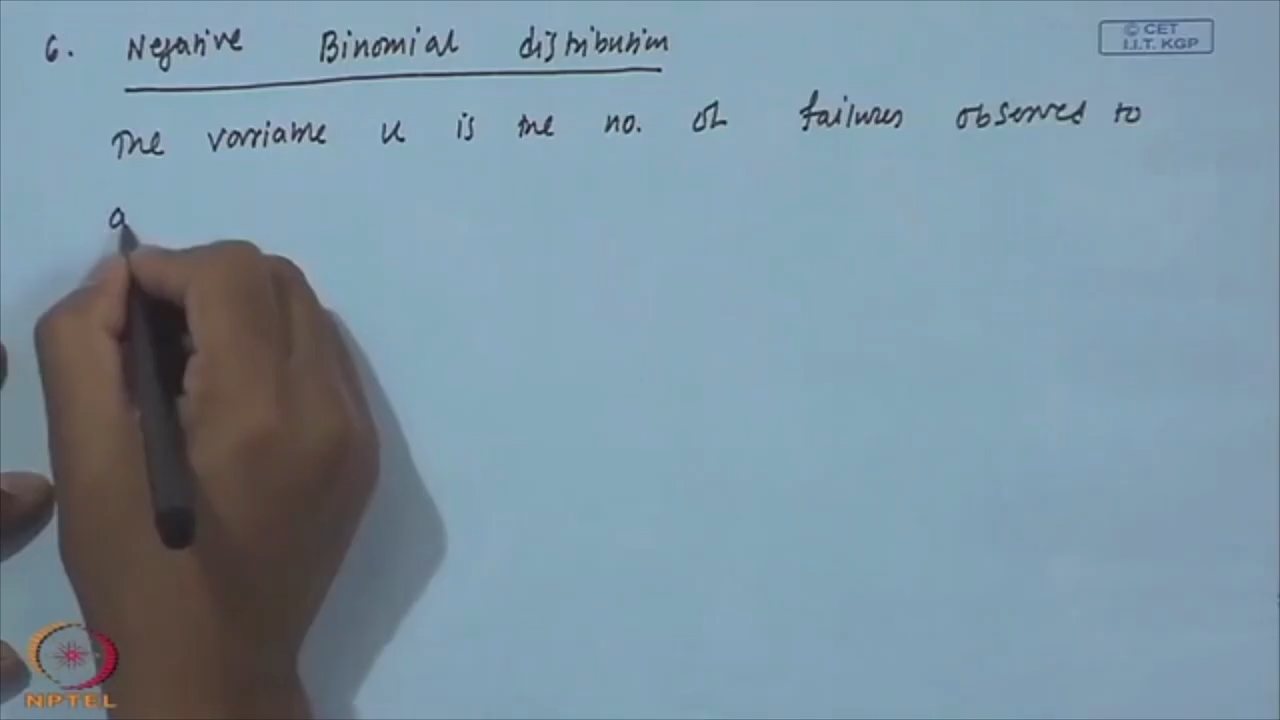 6. Negative Binomial distribution
© CET
I.I.T. KGP
The variable x is the no. of failures observed to
a
NPTEL